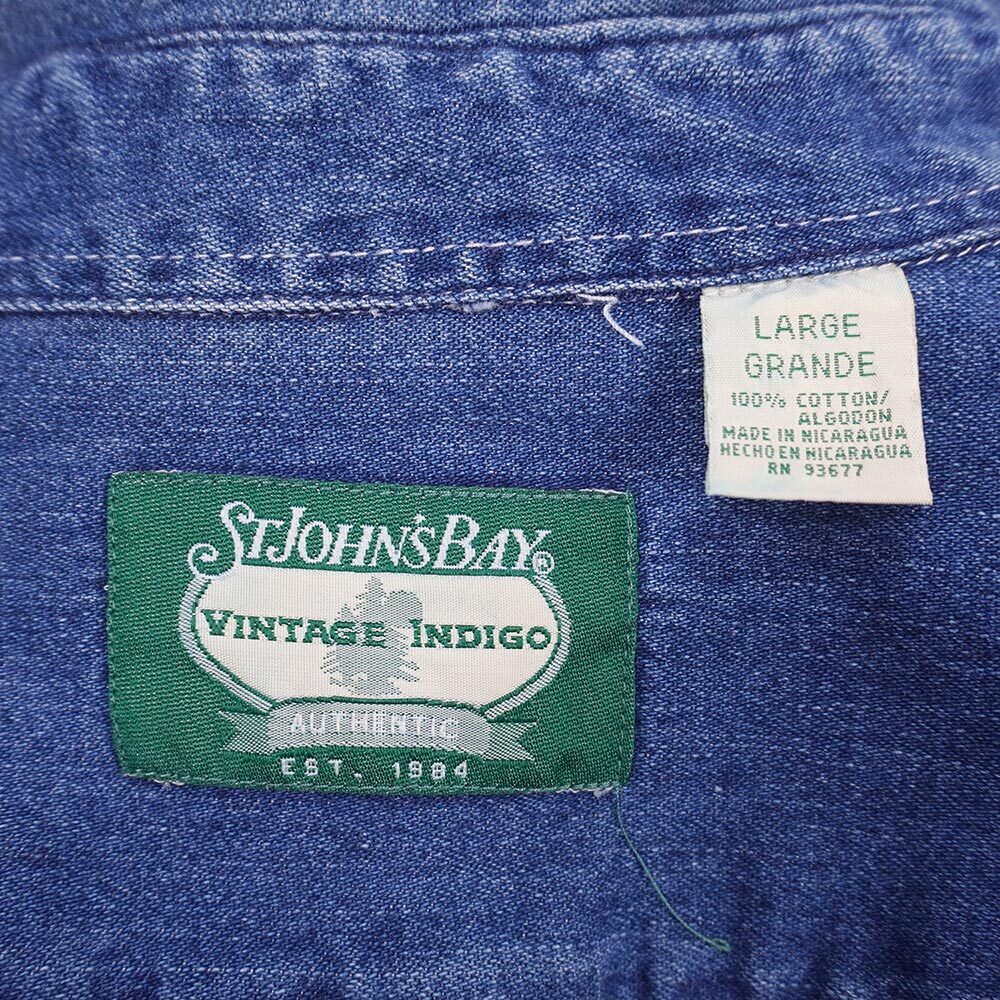 LARGE
GRANDE
100% COTTON/
ALGODON
MADE IN NICARAGUA
HECHO EN NICARAGUA
RN 93677
ST.JOHN'S BAY®
VINTAGE INDIGO
AUTHENTIC
EST. 1984